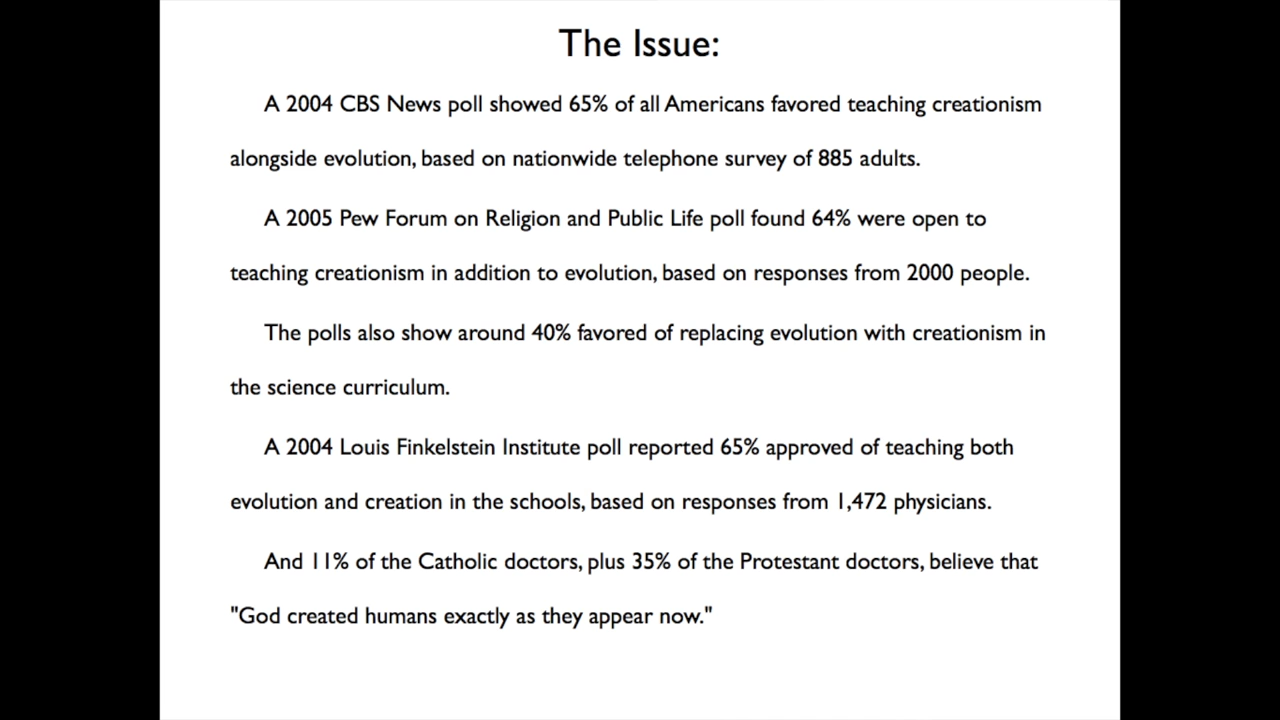 The Issue:
A 2004 CBS News poll showed 65% of all Americans favored teaching creationism
alongside evolution, based on nationwide telephone survey of 885 adults.
A 2005 Pew Forum on Religion and Public Life poll found 64% were open to
teaching creationism in addition to evolution, based on responses from 2000 people.
The polls also show around 40% favored of replacing evolution with creationism in
the science curriculum.
A 2004 Louis Finkelstein Institute poll reported 65% approved of teaching both
evolution and creation in the schools, based on responses from 1,472 physicians.
And 11% of the Catholic doctors, plus 35% of the Protestant doctors, believe that
"God created humans exactly as they appear now."